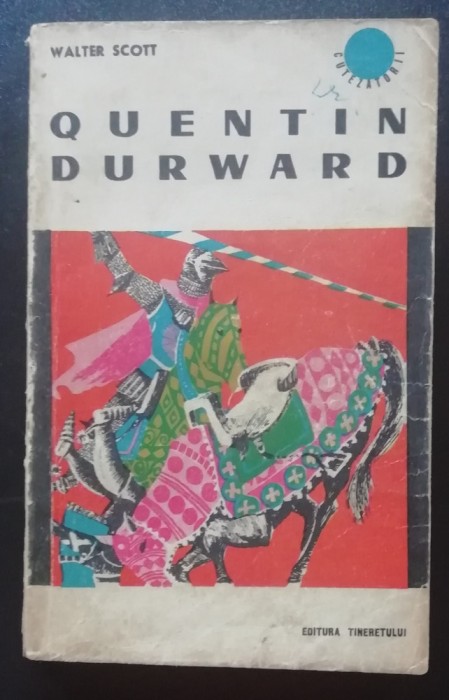 WALTER SCOTT
CUTEZĂTORII
QUENTIN
DURWARD
EDITURA TINERETULUI